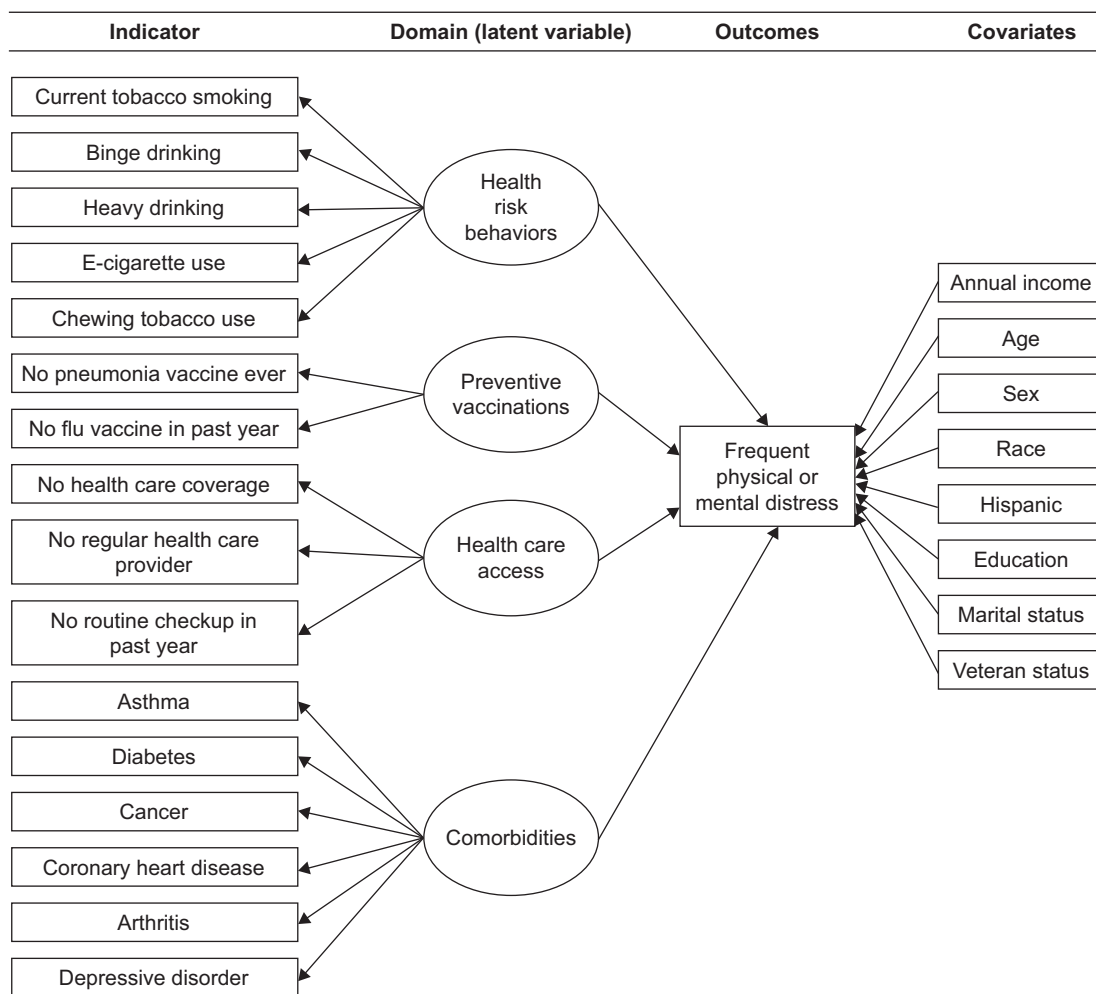 Indicator
Domain (latent variable)
Outcomes
Covariates
Current tobacco smoking
Binge drinking
Heavy drinking
E-cigarette use
Chewing tobacco use
No pneumonia vaccine ever
No flu vaccine in past year
No health care coverage
No regular health care
provider
No routine checkup in
past year
Asthma
Diabetes
Cancer
Coronary heart disease
Arthritis
Depressive disorder
Health
risk
behaviors
Preventive
vaccinations
Health care
access
Comorbidities
Frequent
physical or
mental distress
Annual income
Age
Sex
Race
Hispanic
Education
Marital status
Veteran status